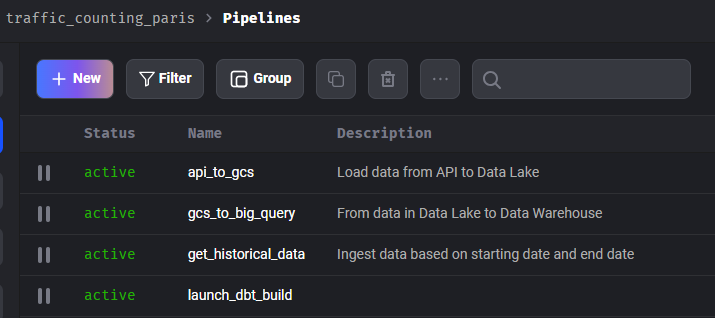 traffic_counting_paris > Pipelines
+ New Filter Group ...
Status Name Description
active api_to_gcs Load data from API to Data Lake
active gcs_to_big_query From data in Data Lake to Data Warehouse
active get_historical_data Ingest data based on starting date and end date
active launch_dbt_build